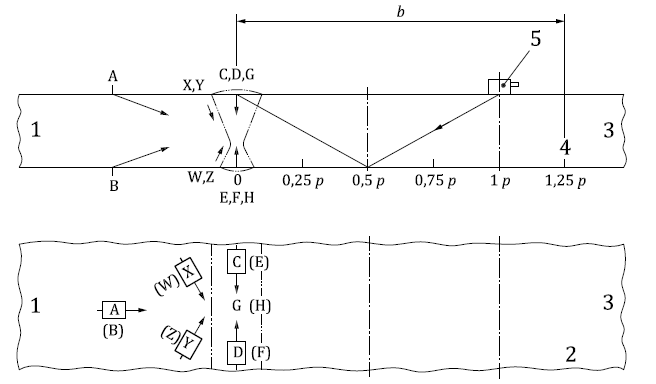 b
5
A
X,Y
C,D,G
1
3
4
B
W,Z
0
0,25 p
0,5 p
0,75 p
1 p
1,25 p
E,F,H
C (E)
X
(W)
1
A
(B)
G (H)
3
(Z)
Y
D (F)
2